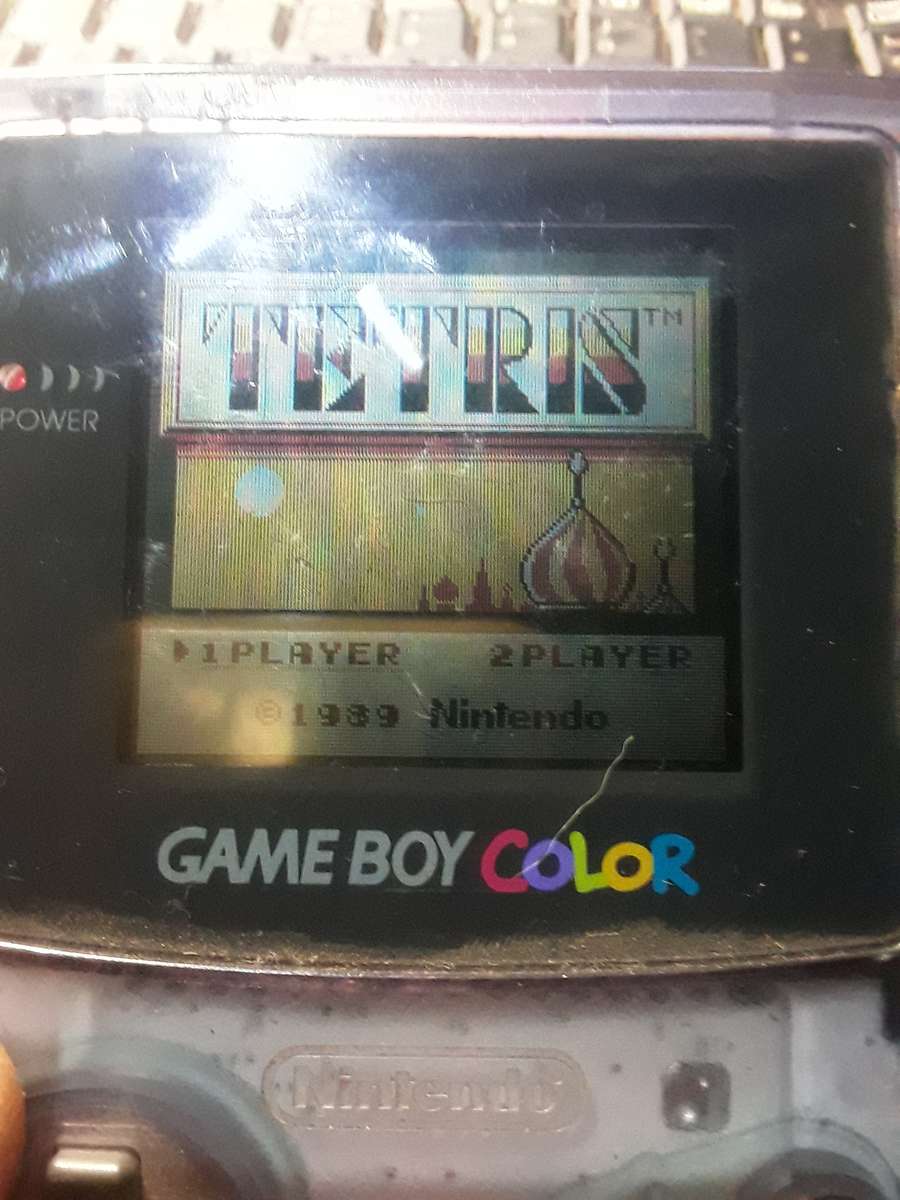 TETRIS™
POWER
1PLAYER 2PLAYER
©1989 Nintendo
GAME BOY COLOR
Nintendo